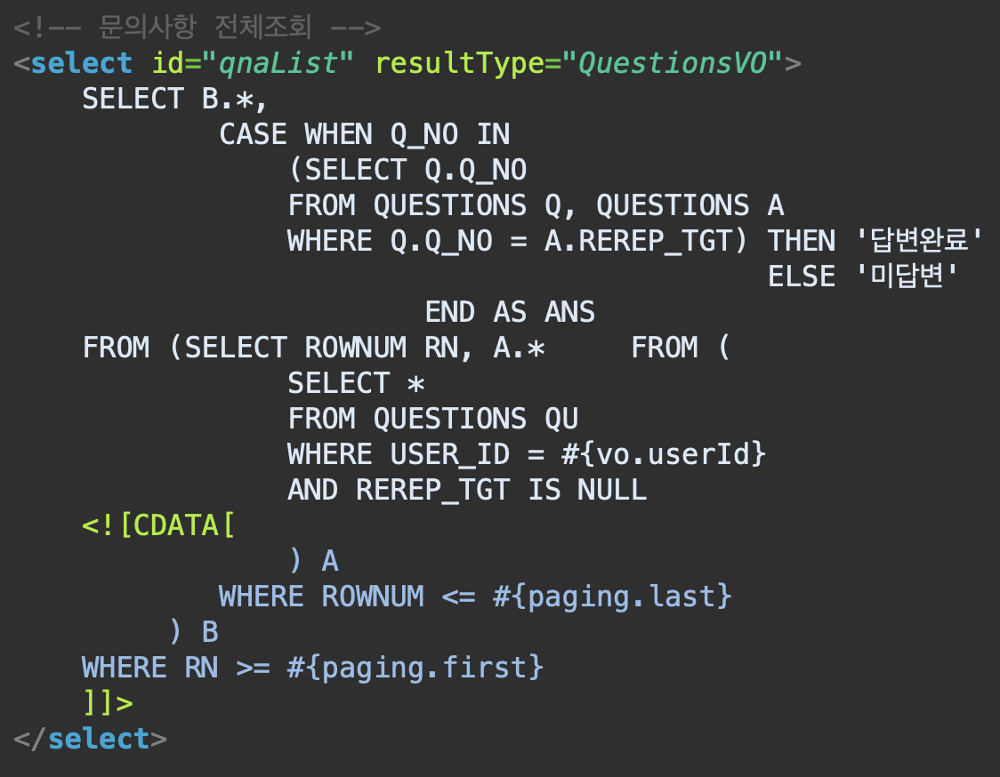 <!-- 문의사항 전체조회 -->
<select id="qnaList" resultType="QuestionsVO">
    SELECT B.*,
            CASE WHEN Q_NO IN
                (SELECT Q.Q_NO
                FROM QUESTIONS Q, QUESTIONS A
                WHERE Q.Q_NO = A.REREP_TGT) THEN '답변완료'
                                            ELSE '미답변'
                        END AS ANS
    FROM (SELECT ROWNUM RN, A.*     FROM (
                SELECT *
                FROM QUESTIONS QU
                WHERE USER_ID = #{vo.userId}
                AND REREP_TGT IS NULL
    <![CDATA[
                ) A
            WHERE ROWNUM <= #{paging.last}
         ) B
    WHERE RN >= #{paging.first}
    ]]>
</select>